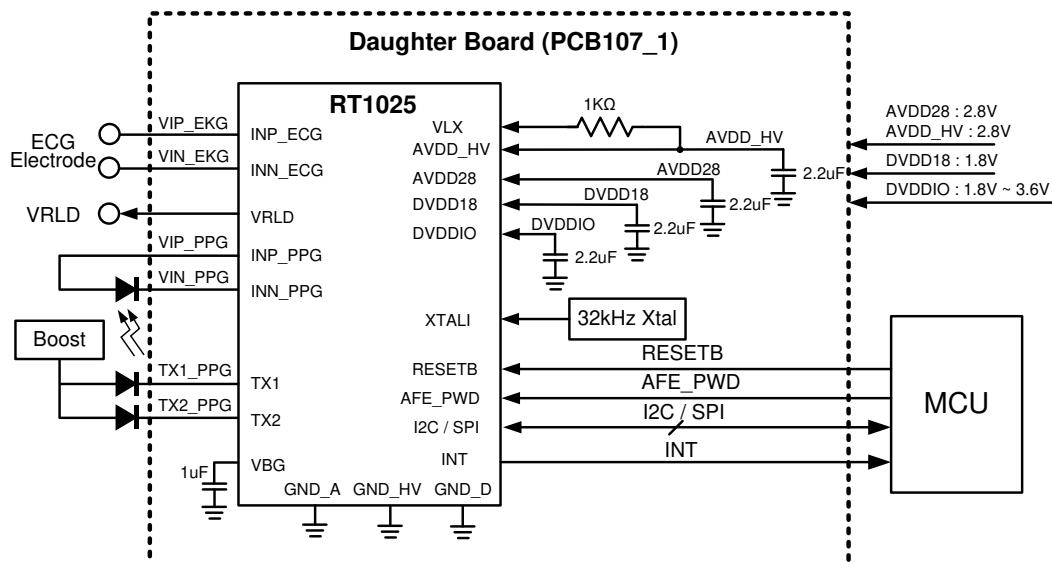 Daughter Board (PCB107_1)
RT1025
ECG
Electrode
VIP_EKG
VIN_EKG
VRLD
VIP_PPG
VIN_PPG
Boost
TX1_PPG
TX2_PPG
1uF
INP_ECG
INN_ECG
VRLD
INP_PPG
INN_PPG
TX1
TX2
VBG
GND_A GND_HV GND_D
VLX
AVDD_HV
AVDD28
DVDD18
DVDDIO
XTALI
RESETB
AFE_PWD
I2C / SPI
INT
1KΩ
AVDD_HV
2.2uF
AVDD28
2.2uF
DVDD18
2.2uF
DVDDIO
2.2uF
32kHz Xtal
RESETB
AFE_PWD
I2C / SPI
INT
AVDD28 : 2.8V
AVDD_HV : 2.8V
DVDD18 : 1.8V
DVDDIO : 1.8V ~ 3.6V
MCU